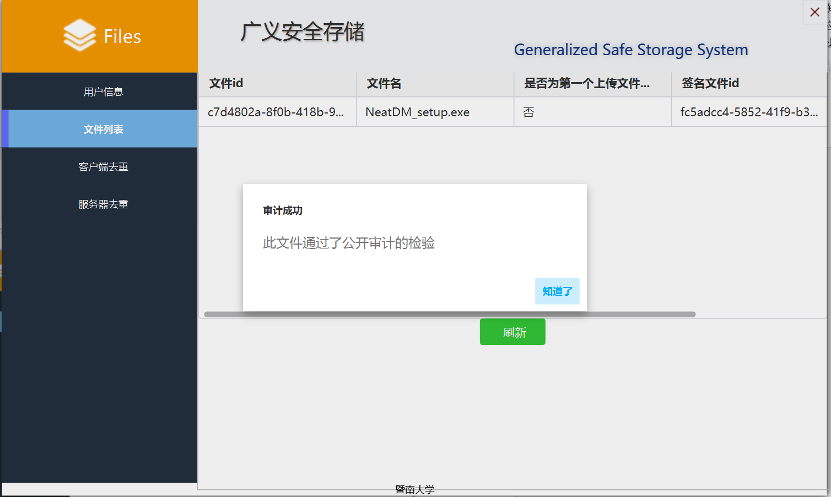 Files
广义安全存储
Generalized Safe Storage System
用户信息
文件列表
客户端去重
服务器去重
文件id 文件名 是否为第一个上传文件... 签名文件id
c7d4802a-8f0b-418b-9... NeatDM_setup.exe 否 fc5adcc4-5852-41f9-b3...
审计成功
此文件通过了公开审计的检验
知道了
刷新
暨南大学